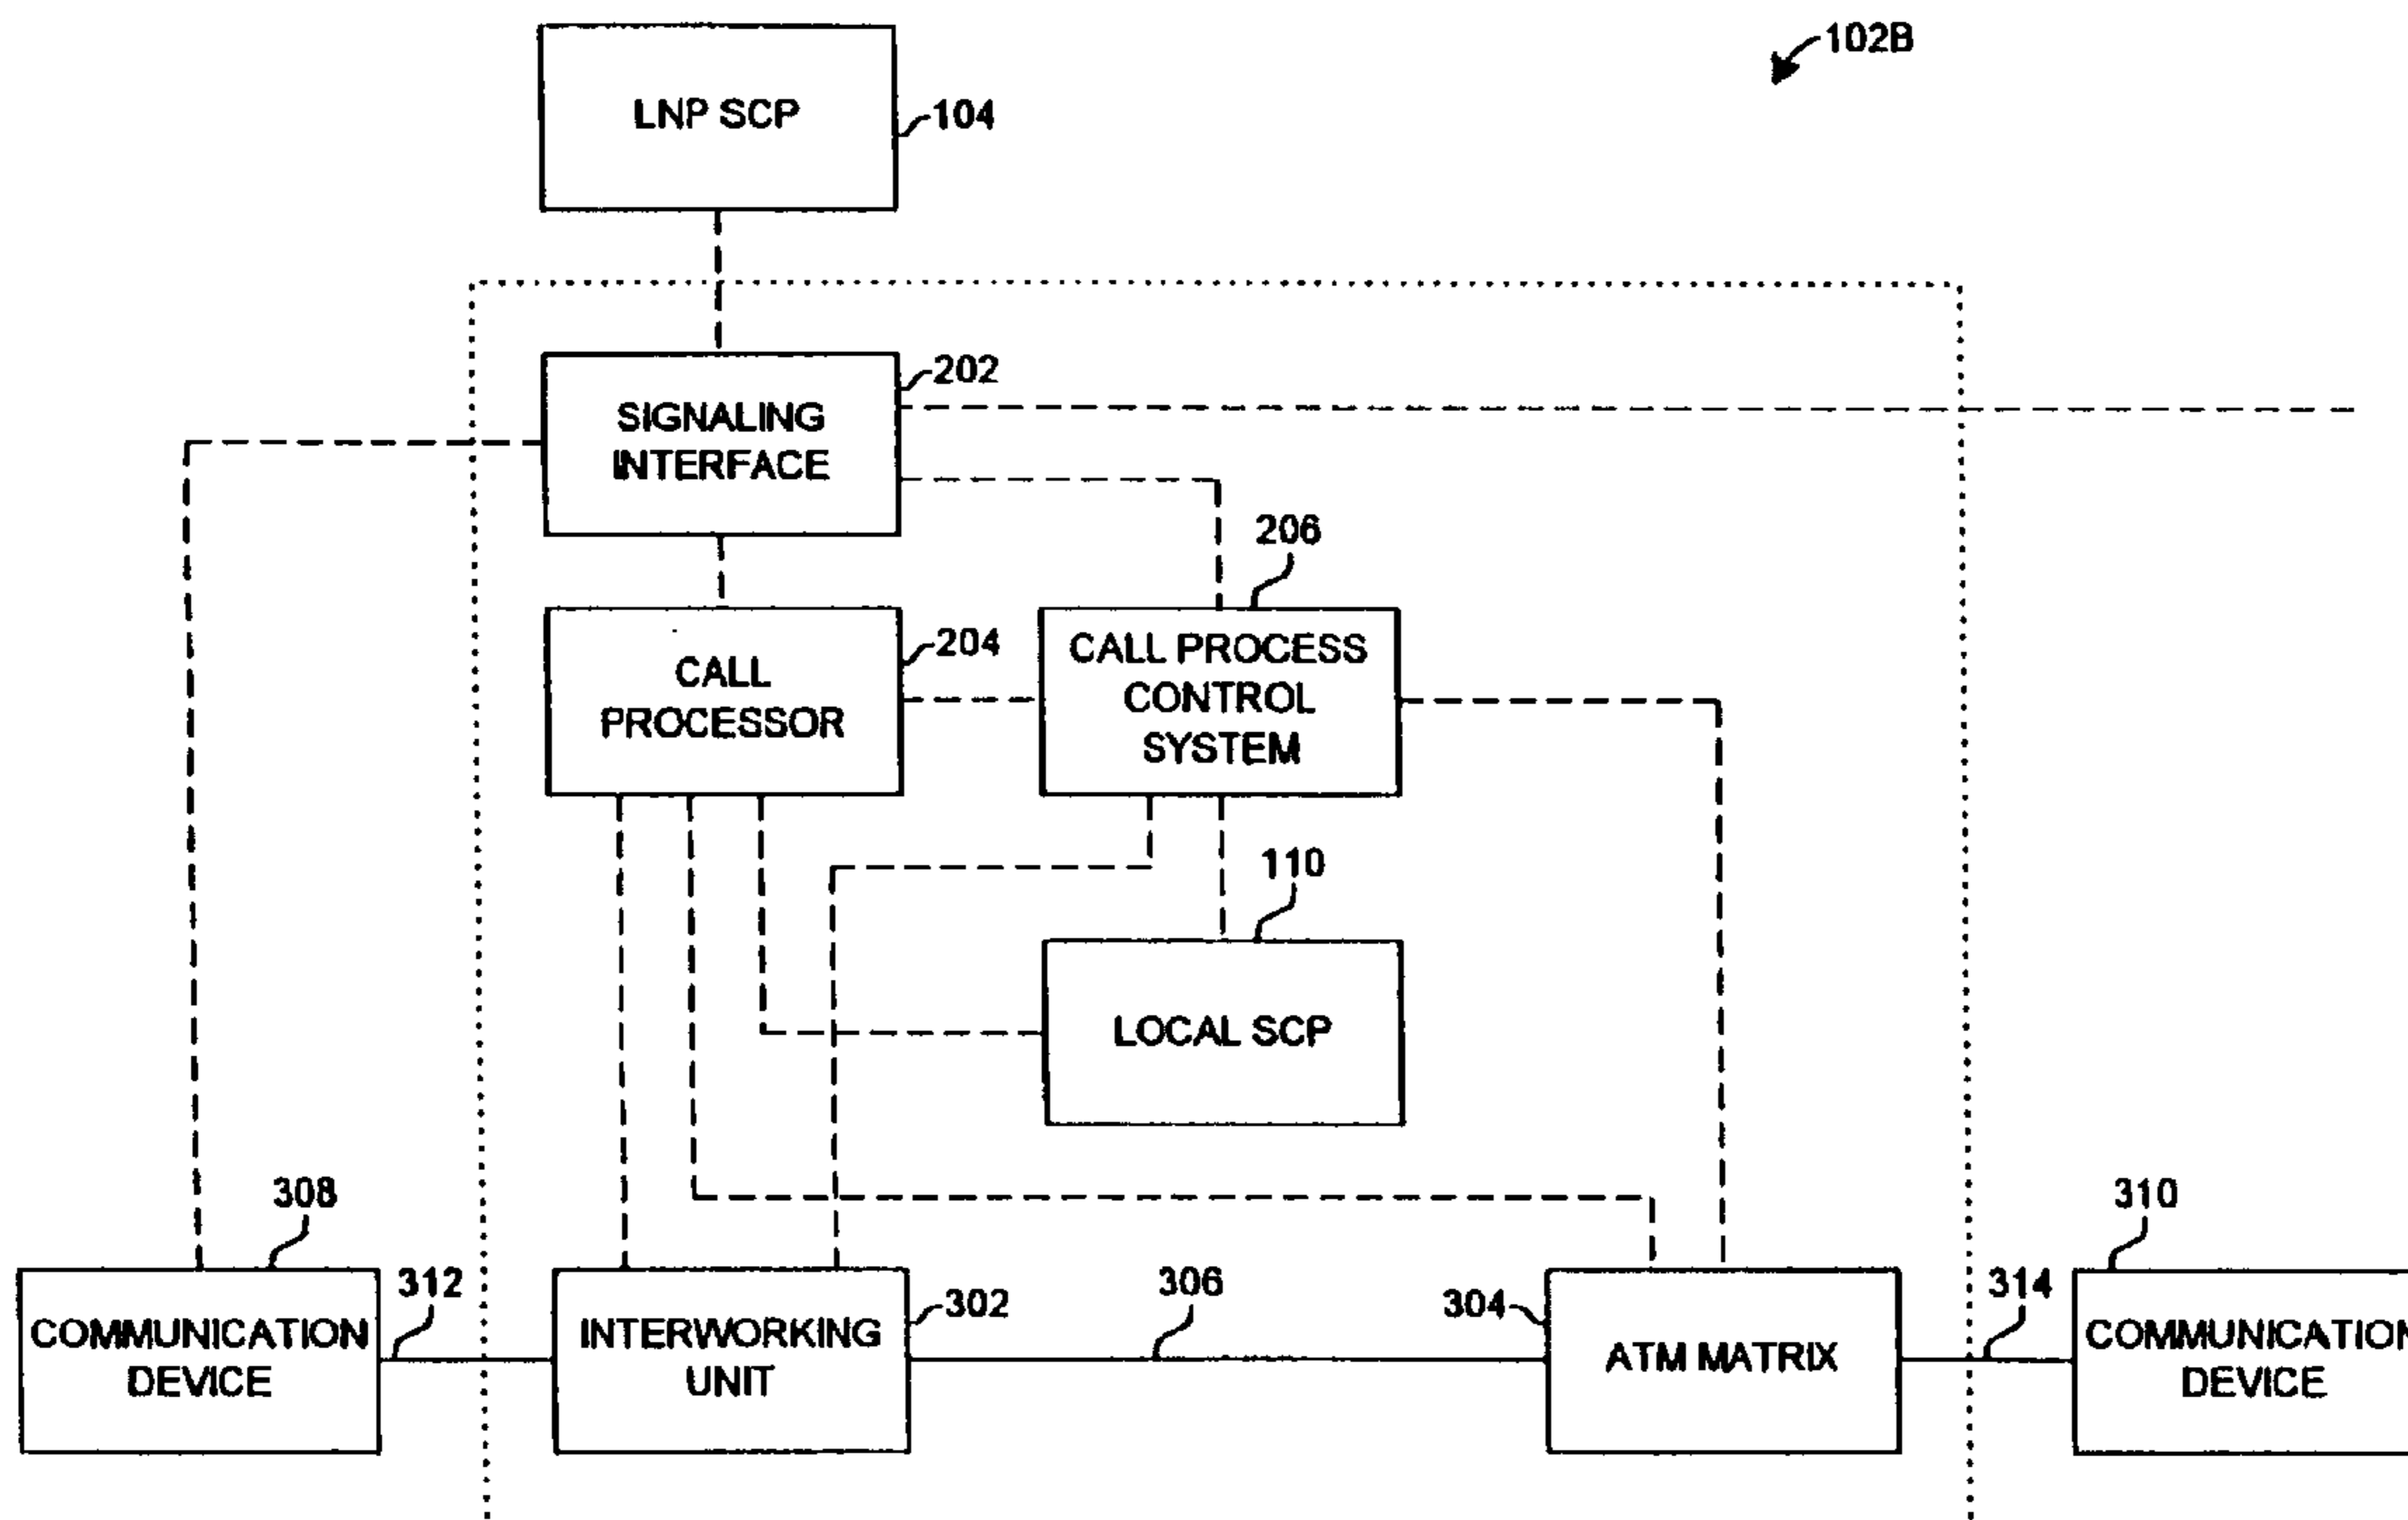 102B
LNP SCP
104
SIGNALING
INTERFACE
202
206
CALL
PROCESSOR
204
CALL PROCESS
CONTROL
SYSTEM
110
LOCAL SCP
308
COMMUNICATION
DEVICE
312
INTERWORKING
UNIT
302
306
304
ATM MATRIX
314
310
COMMUNICATION
DEVICE